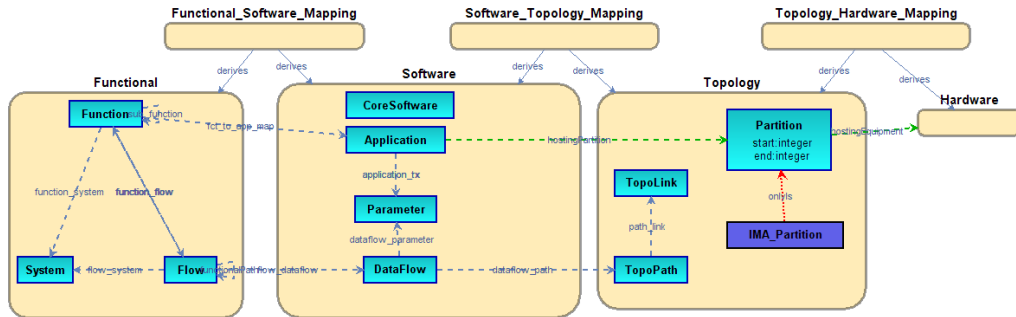 Functional_Software_Mapping
Software_Topology_Mapping
Topology_Hardware_Mapping
derives
derives
derives
derives
derives
derives
Functional
Software
Topology
Hardware
Function
sub_function
fct_to_app_map
CoreSoftware
Application
hostingPartition
Partition
start:integer
end:integer
hostingEquipment
application_tx
function_system
function_flow
TopoLink
onlyIs
Parameter
path_link
IMA_Partition
dataflow_parameter
System
flow_system
Flow
functionalPath
flow_dataflow
DataFlow
dataflow_path
TopoPath